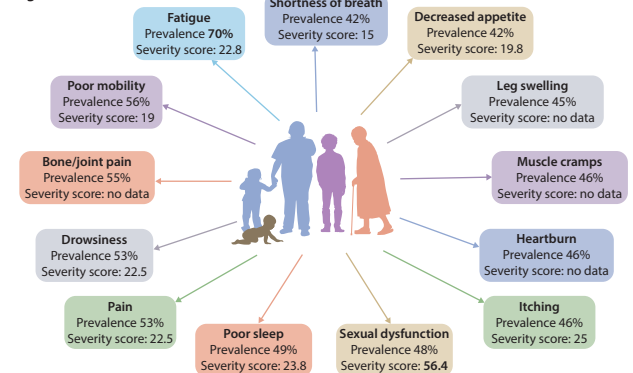 Shortness of breath
Prevalence 42%
Severity score: 15
Decreased appetite
Prevalence 42%
Severity score: 19.8
Leg swelling
Prevalence 45%
Severity score: no data
Muscle cramps
Prevalence 46%
Severity score: no data
Heartburn
Prevalence 46%
Severity score: no data
Itching
Prevalence 46%
Severity score: 25
Sexual dysfunction
Prevalence 48%
Severity score: 56.4
Poor sleep
Prevalence 49%
Severity score: 23.8
Pain
Prevalence 53%
Severity score: 22.5
Drowsiness
Prevalence 53%
Severity score: 22.5
Bone/joint pain
Prevalence 55%
Severity score: no data
Poor mobility
Prevalence 56%
Severity score: 19
Fatigue
Prevalence 70%
Severity score: 22.8